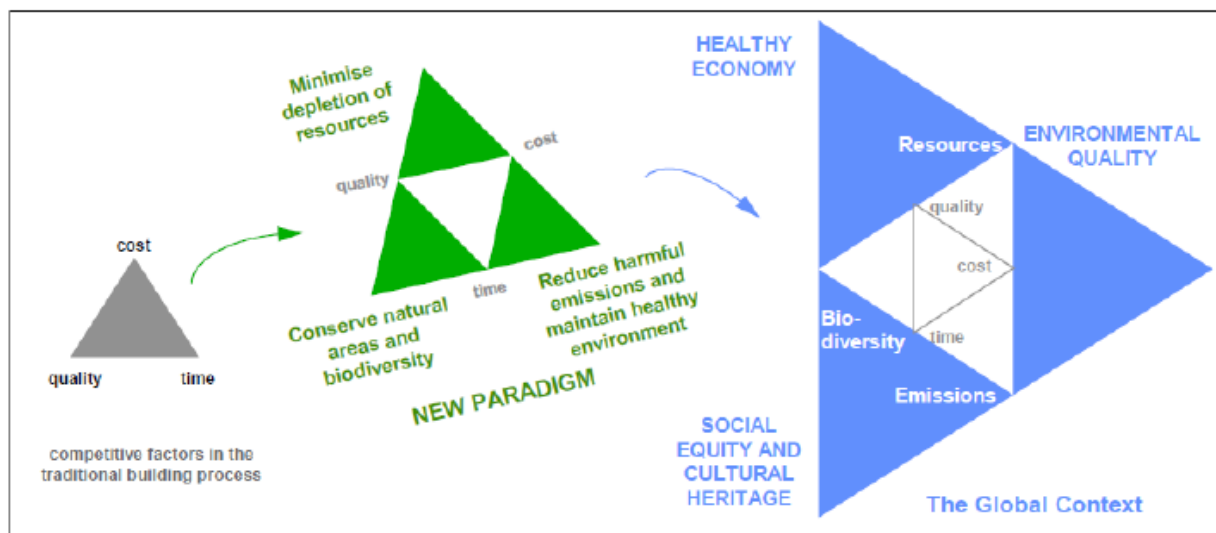 cost
quality
time
competitive factors in the
traditional building process
Minimise
depletion of
resources
cost
quality
time
Conserve natural
areas and
biodiversity
Reduce harmful
emissions and
maintain healthy
environment
NEW PARADIGM
HEALTHY
ECONOMY
Resources
ENVIRONMENTAL
QUALITY
quality
cost
time
Bio-
diversity
Emissions
SOCIAL
EQUITY AND
CULTURAL
HERITAGE
The Global Context